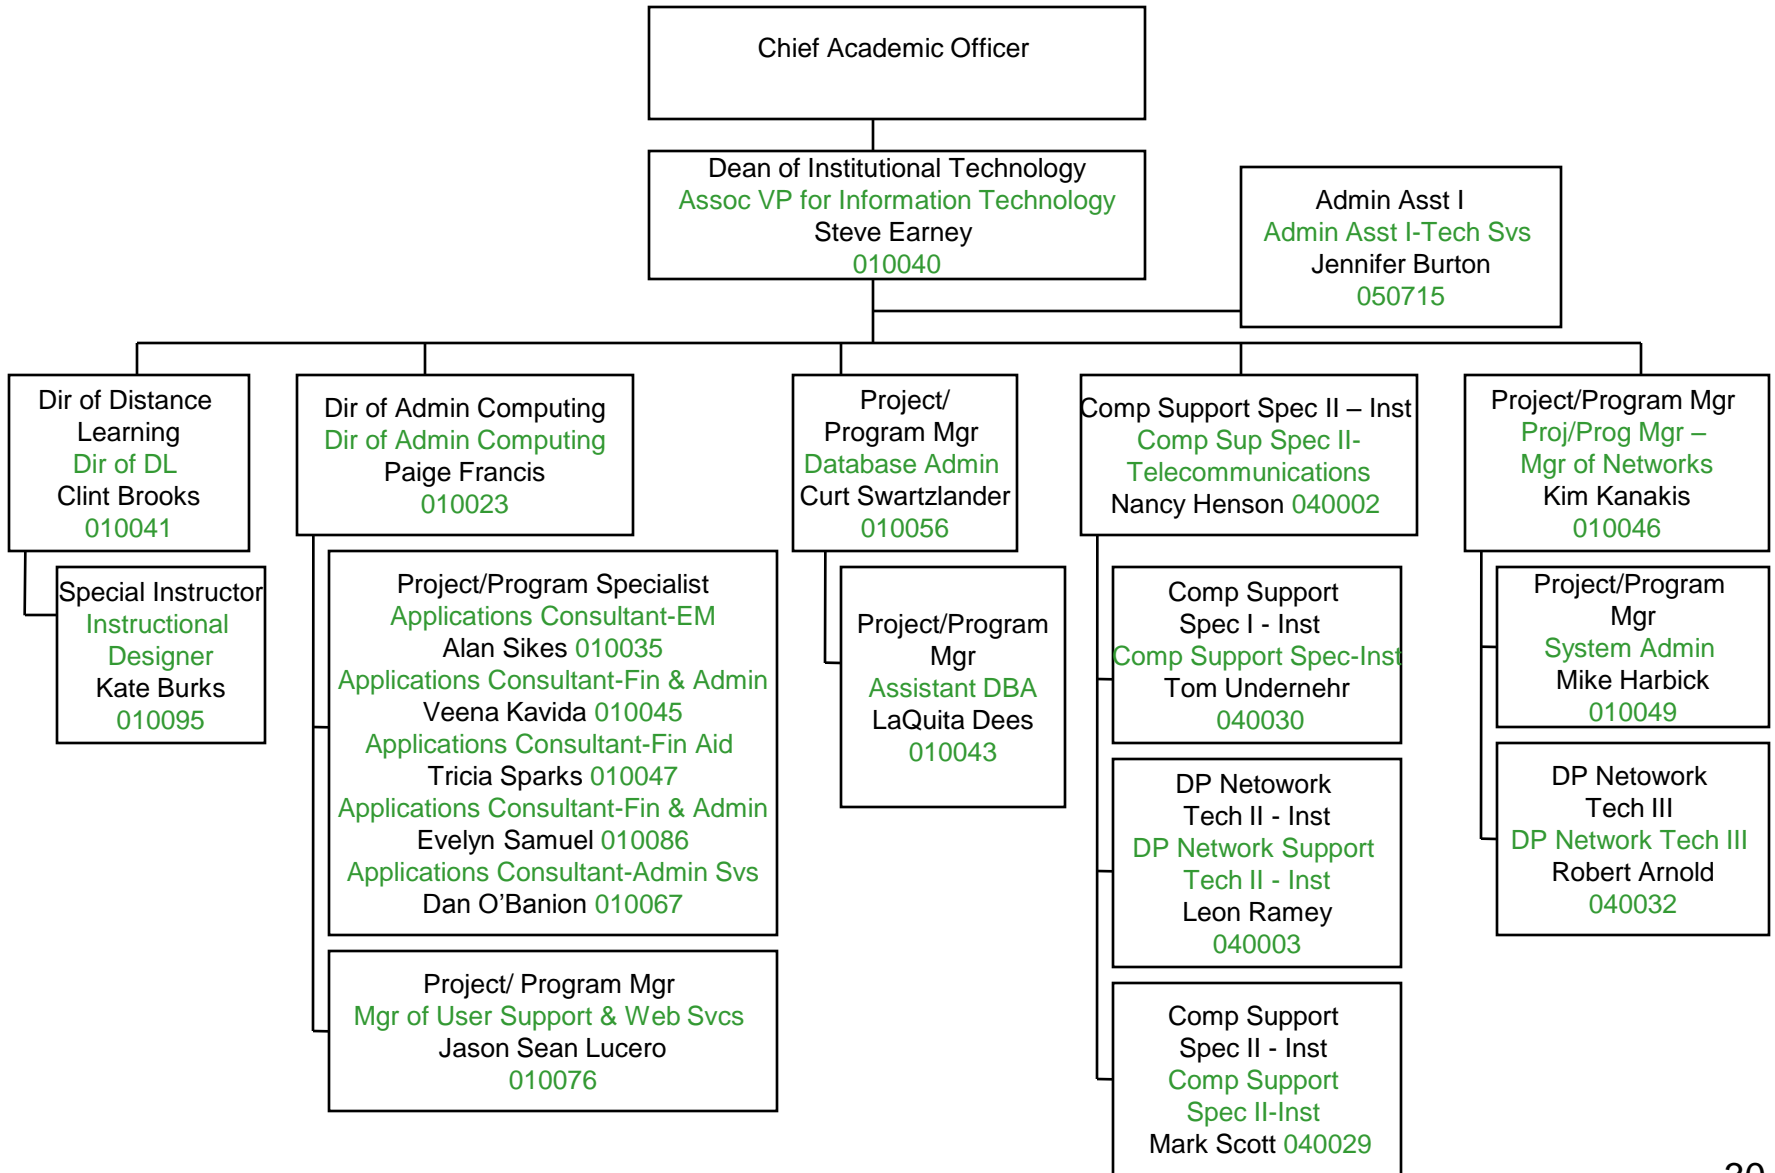 Chief Academic Officer
Dean of Institutional Technology
Assoc VP for Information Technology
Steve Earney
010040
Admin Asst I
Admin Asst I-Tech Svs
Jennifer Burton
050715
Dir of Distance
Learning
Dir of DL
Clint Brooks
010041
Special Instructor
Instructional
Designer
Kate Burks
010095
Dir of Admin Computing
Dir of Admin Computing
Paige Francis
010023
Project/Program Specialist
Applications Consultant-EM
Alan Sikes 010035
Applications Consultant-Fin & Admin
Veena Kavida 010045
Applications Consultant-Fin Aid
Tricia Sparks 010047
Applications Consultant-Fin & Admin
Evelyn Samuel 010086
Applications Consultant-Admin Svs
Dan O’Banion 010067
Project/ Program Mgr
Mgr of User Support & Web Svcs
Jason Sean Lucero
010076
Project/
Program Mgr
Database Admin
Curt Swartzlander
010056
Project/Program
Mgr
Assistant DBA
LaQuita Dees
010043
Comp Support Spec II – Inst
Comp Sup Spec II-
Telecommunications
Nancy Henson 040002
Comp Support
Spec I - Inst
Comp Support Spec-Inst
Tom Undernehr
040030
DP Netowork
Tech II - Inst
DP Network Support
Tech II - Inst
Leon Ramey
040003
Comp Support
Spec II - Inst
Comp Support
Spec II-Inst
Mark Scott 040029
Project/Program Mgr
Proj/Prog Mgr –
Mgr of Networks
Kim Kanakis
010046
Project/Program
Mgr
System Admin
Mike Harbick
010049
DP Netowork
Tech III
DP Network Tech III
Robert Arnold
040032